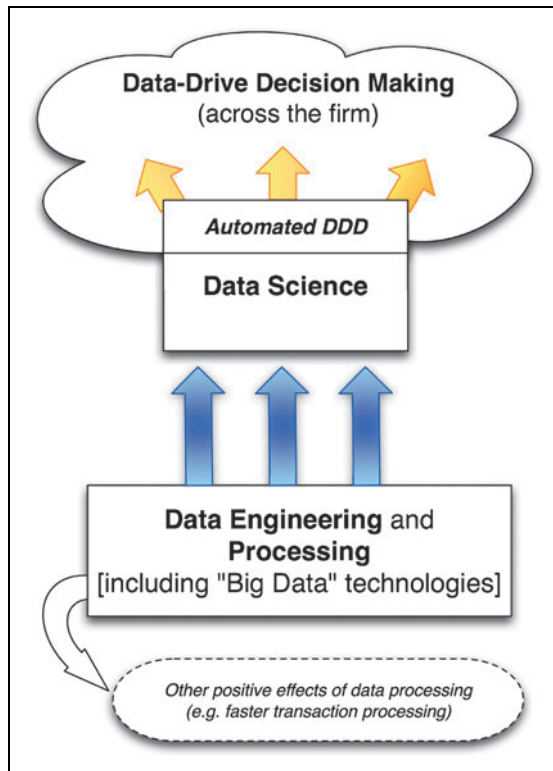 Data-Drive Decision Making
(across the firm)
Automated DDD
Data Science
Data Engineering and
Processing
[including "Big Data" technologies]
Other positive effects of data processing
(e.g. faster transaction processing)